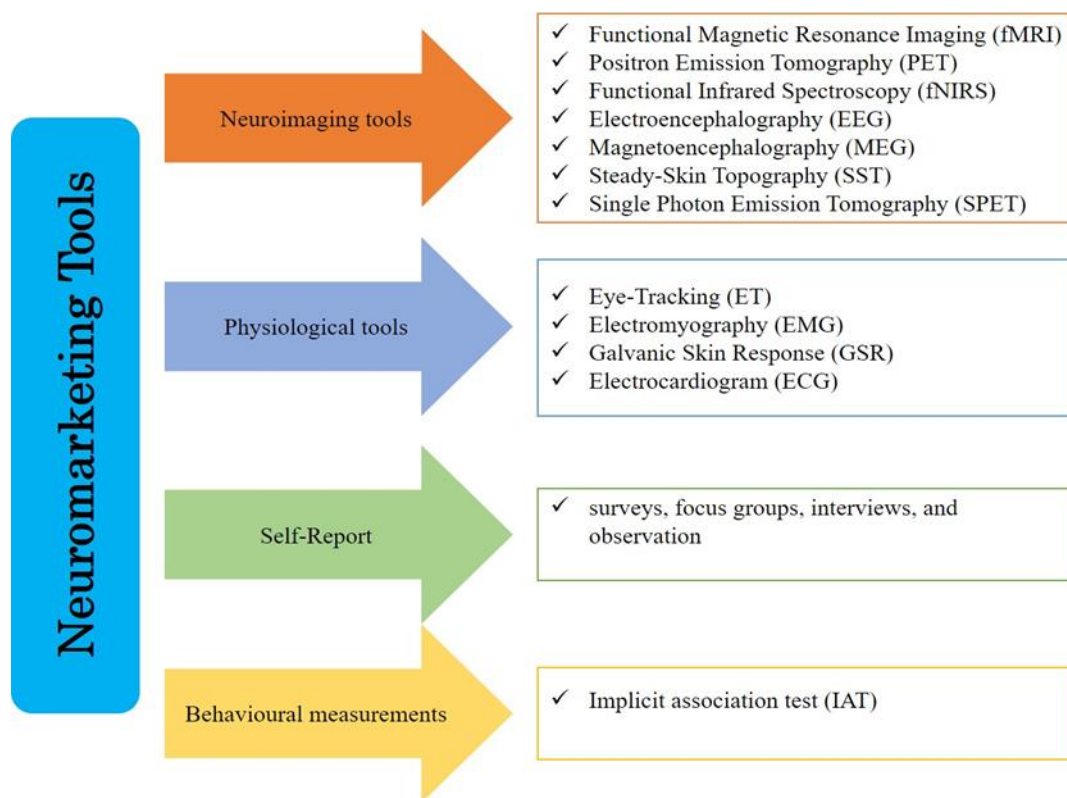 Neuromarketing Tools
Neuroimaging tools
✓ Functional Magnetic Resonance Imaging (fMRI)
✓ Positron Emission Tomography (PET)
✓ Functional Infrared Spectroscopy (fNIRS)
✓ Electroencephalography (EEG)
✓ Magnetoencephalography (MEG)
✓ Steady-Skin Topography (SST)
✓ Single Photon Emission Tomography (SPET)
Physiological tools
✓ Eye-Tracking (ET)
✓ Electromyography (EMG)
✓ Galvanic Skin Response (GSR)
✓ Electrocardiogram (ECG)
Self-Report
✓ surveys, focus groups, interviews, and
observation
Behavioural measurements
✓ Implicit association test (IAT)